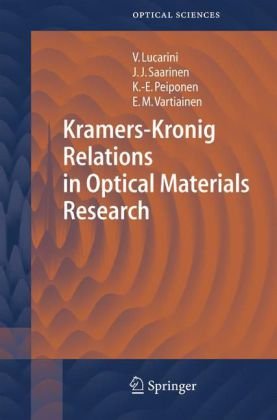 OPTICAL SCIENCES
V. Lucarini
J. J. Saarinen
K.-E. Peiponen
E. M. Vartiainen
Kramers-Kronig
Relations
in Optical Materials
Research
Springer